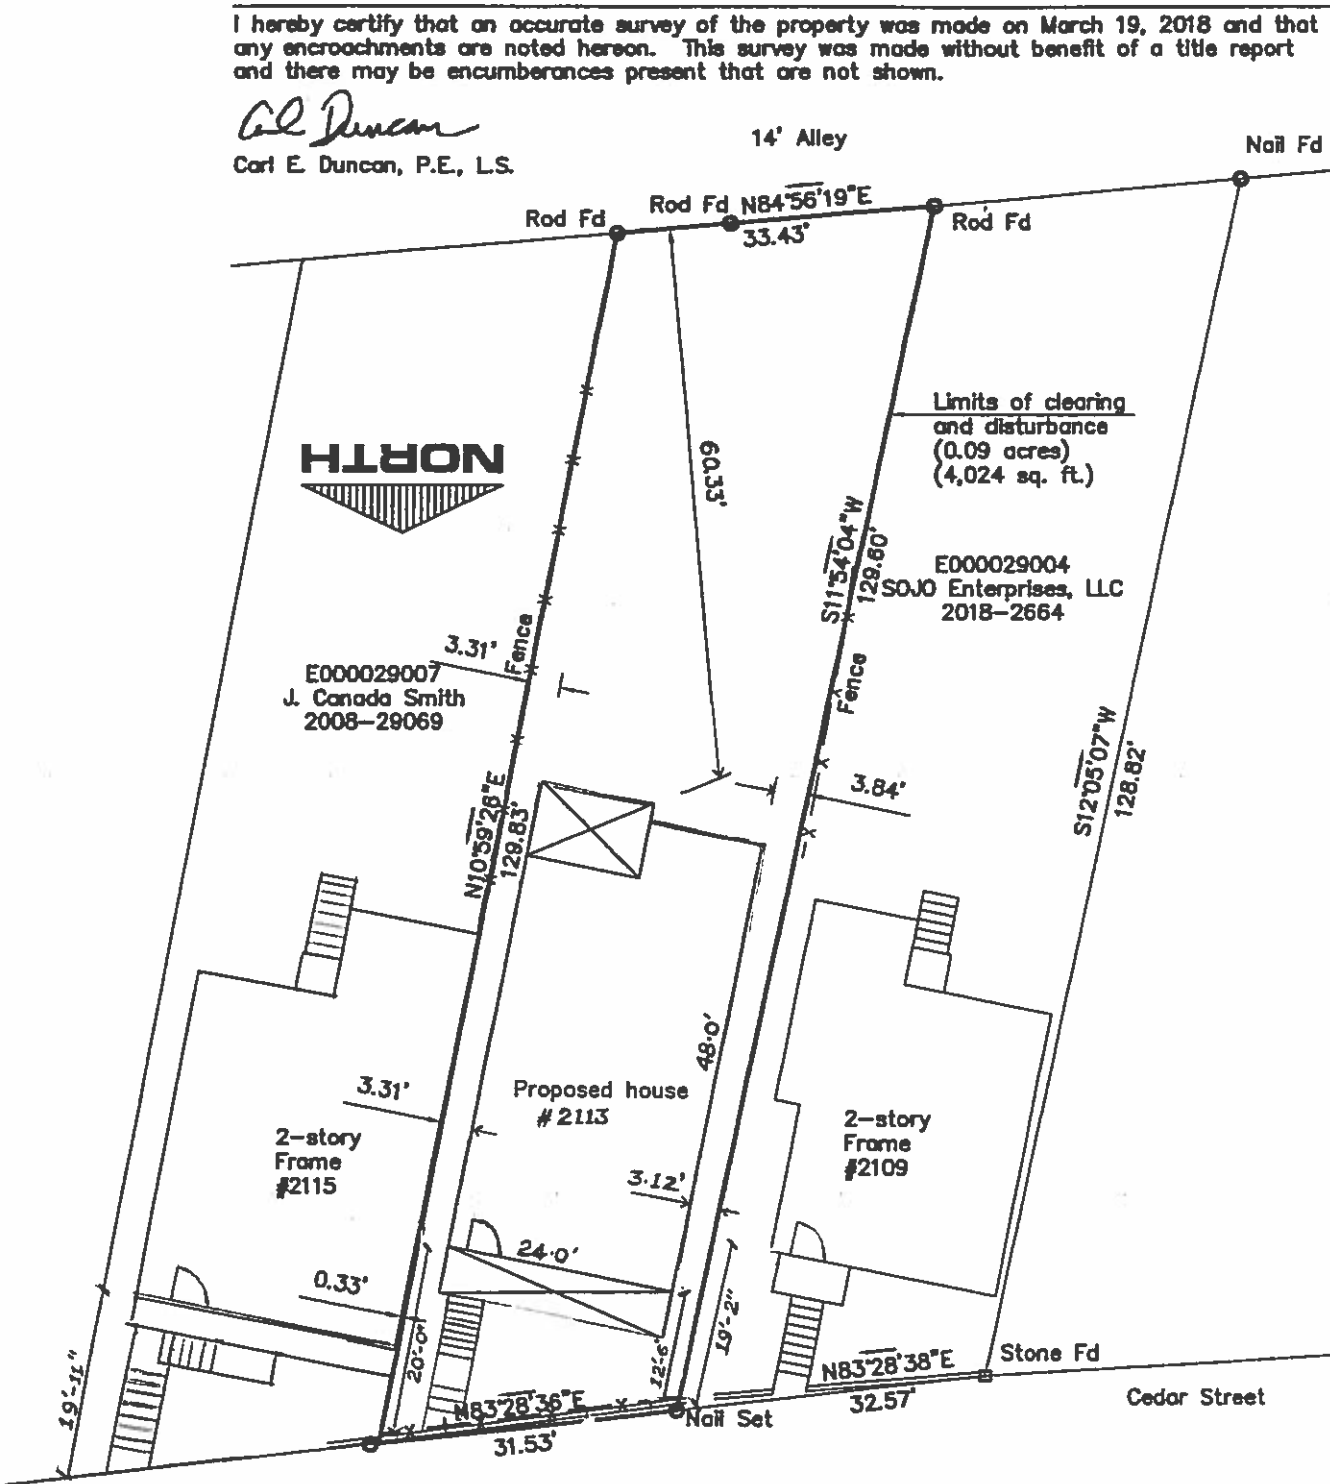 I hereby certify that an accurate survey of the property was made on March 19, 2018 and that
any encroachments are noted hereon. This survey was made without benefit of a title report
and there may be encumberances present that are not shown.
Carl Duncan
Carl E. Duncan, P.E., L.S.
14' Alley
Nail Fd
Rod Fd
Rod Fd
N84°56'19"E
33.43'
Rod Fd
Limits of clearing
and disturbance
(0.09 acres)
(4,024 sq. ft.)
NORTH
60.33'
S11°54'04"W
129.60'
E000029004
SOJO Enterprises, LLC
2018-2664
Fence
3.31'
E000029007
J. Canada Smith
2008-29069
Fence
S12°05'07"W
128.82'
3.84'
N10°59'26"E
129.83'
48.0'
3.31'
Proposed house
# 2113
2-story
Frame
#2115
2-story
Frame
#2109
3.12'
24.0'
0.33'
20'-0"
12'-6"
19'-2"
19'-11"
N83°28'36"E
31.53'
Nail Set
N83°28'38"E
32.57'
Stone Fd
Cedar Street